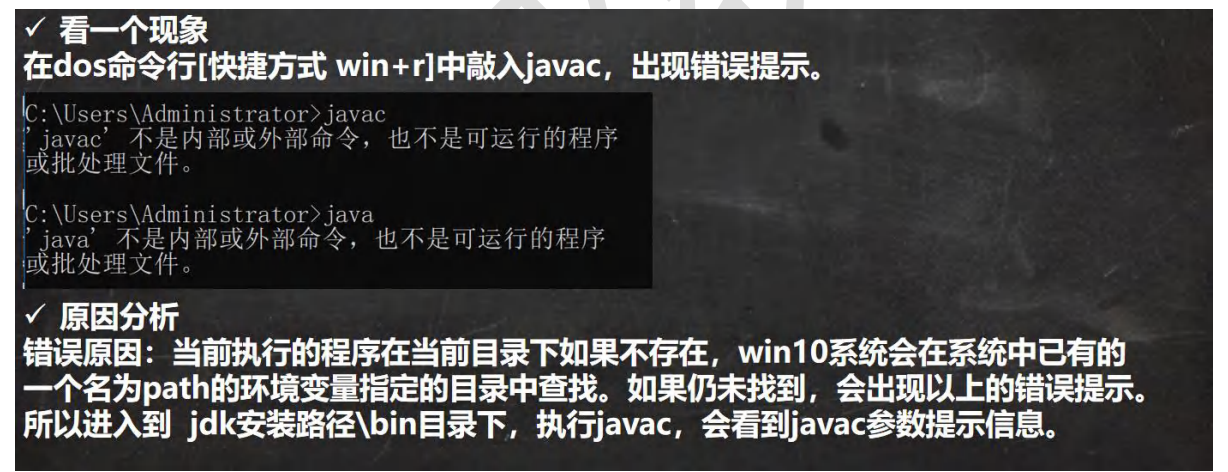 ✓ 看一个现象
在dos命令行[快捷方式 win+r]中敲入javac，出现错误提示。
C:\Users\Administrator>javac
'javac' 不是内部或外部命令，也不是可运行的程序
或批处理文件。
C:\Users\Administrator>java
'java' 不是内部或外部命令，也不是可运行的程序
或批处理文件。
✓ 原因分析
错误原因：当前执行的程序在当前目录下如果不存在，win10系统会在系统中已有的
一个名为path的环境变量指定的目录中查找。如果仍未找到，会出现以上的错误提示。
所以进入到 jdk安装路径\bin目录下，执行javac，会看到javac参数提示信息。